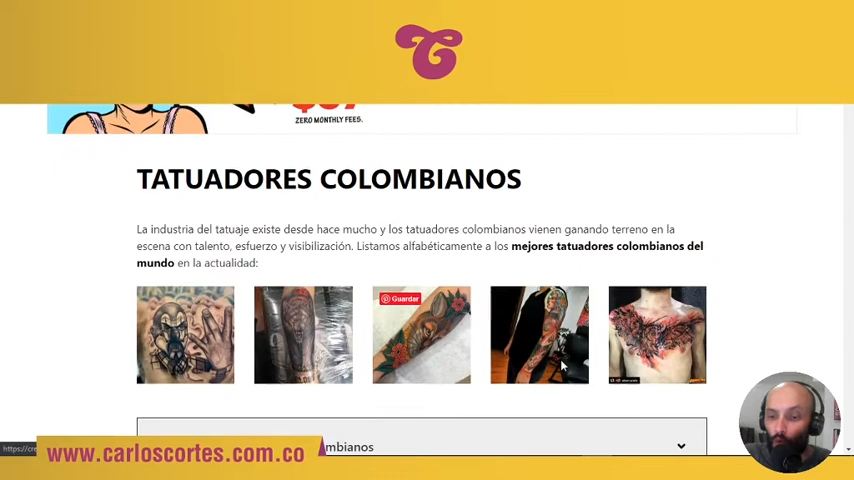 ZERO MONTHLY FEES.
TATUADORES COLOMBIANOS
La industria del tatuaje existe desde hace mucho y los tatuadores colombianos vienen ganando terreno en la
escena con talento, esfuerzo y visibilización. Listamos alfabéticamente a los mejores tatuadores colombianos del
mundo en la actualidad:
Guardar
mbianos
https://cre
www.carloscortes.com.co